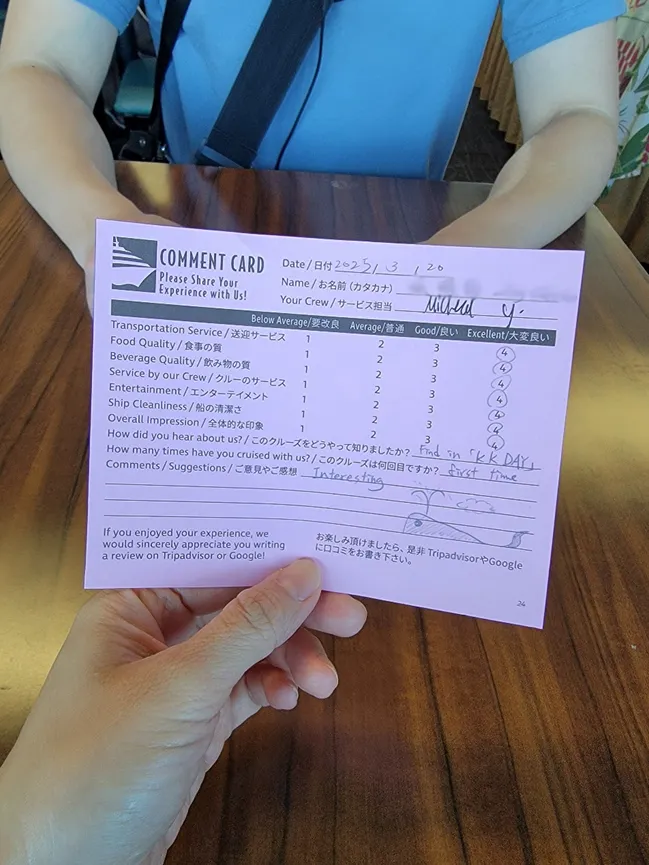 COMMENT CARD
Please Share Your
Experience with Us!
Date / 日付 2025, 3, 20
Name / お名前 (カタカナ)
Your Crew / サービス担当 Micheal y.
Below Average/要改良 Average/普通 Good/良い Excellent/大変良い
Transportation Service / 送迎サービス 1 2 3 4
Food Quality / 食事の質 1 2 3 4
Beverage Quality / 飲み物の質 1 2 3 4
Service by our Crew / クルーのサービス 1 2 3 4
Entertainment / エンターテイメント 1 2 3 4
Ship Cleanliness / 船の清潔さ 1 2 3 4
Overall Impression / 全体的な印象 1 2 3 4
How did you hear about us? / このクルーズをどうやって知りましたか? Find in 「KK DAY」
How many times have you cruised with us? / このクルーズは何回目ですか? first time
Comments / Suggestions / ご意見やご感想 Interesting
If you enjoyed your experience, we
would sincerely appreciate you writing
a review on Tripadvisor or Google!
お楽しみ頂けましたら、是非 TripadvisorやGoogle
に口コミをお書き下さい。